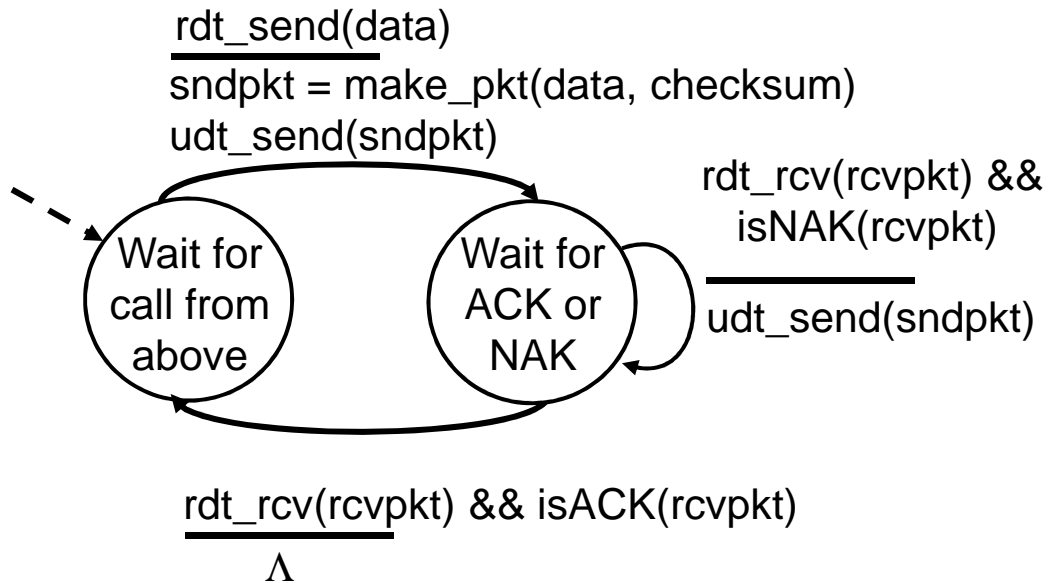 rdt_send(data)
sndpkt = make_pkt(data, checksum)
udt_send(sndpkt)
rdt_rcv(rcvpkt) &&
isNAK(rcvpkt)
udt_send(sndpkt)
Wait for
call from
above
Wait for
ACK or
NAK
rdt_rcv(rcvpkt) && isACK(rcvpkt)
Λ